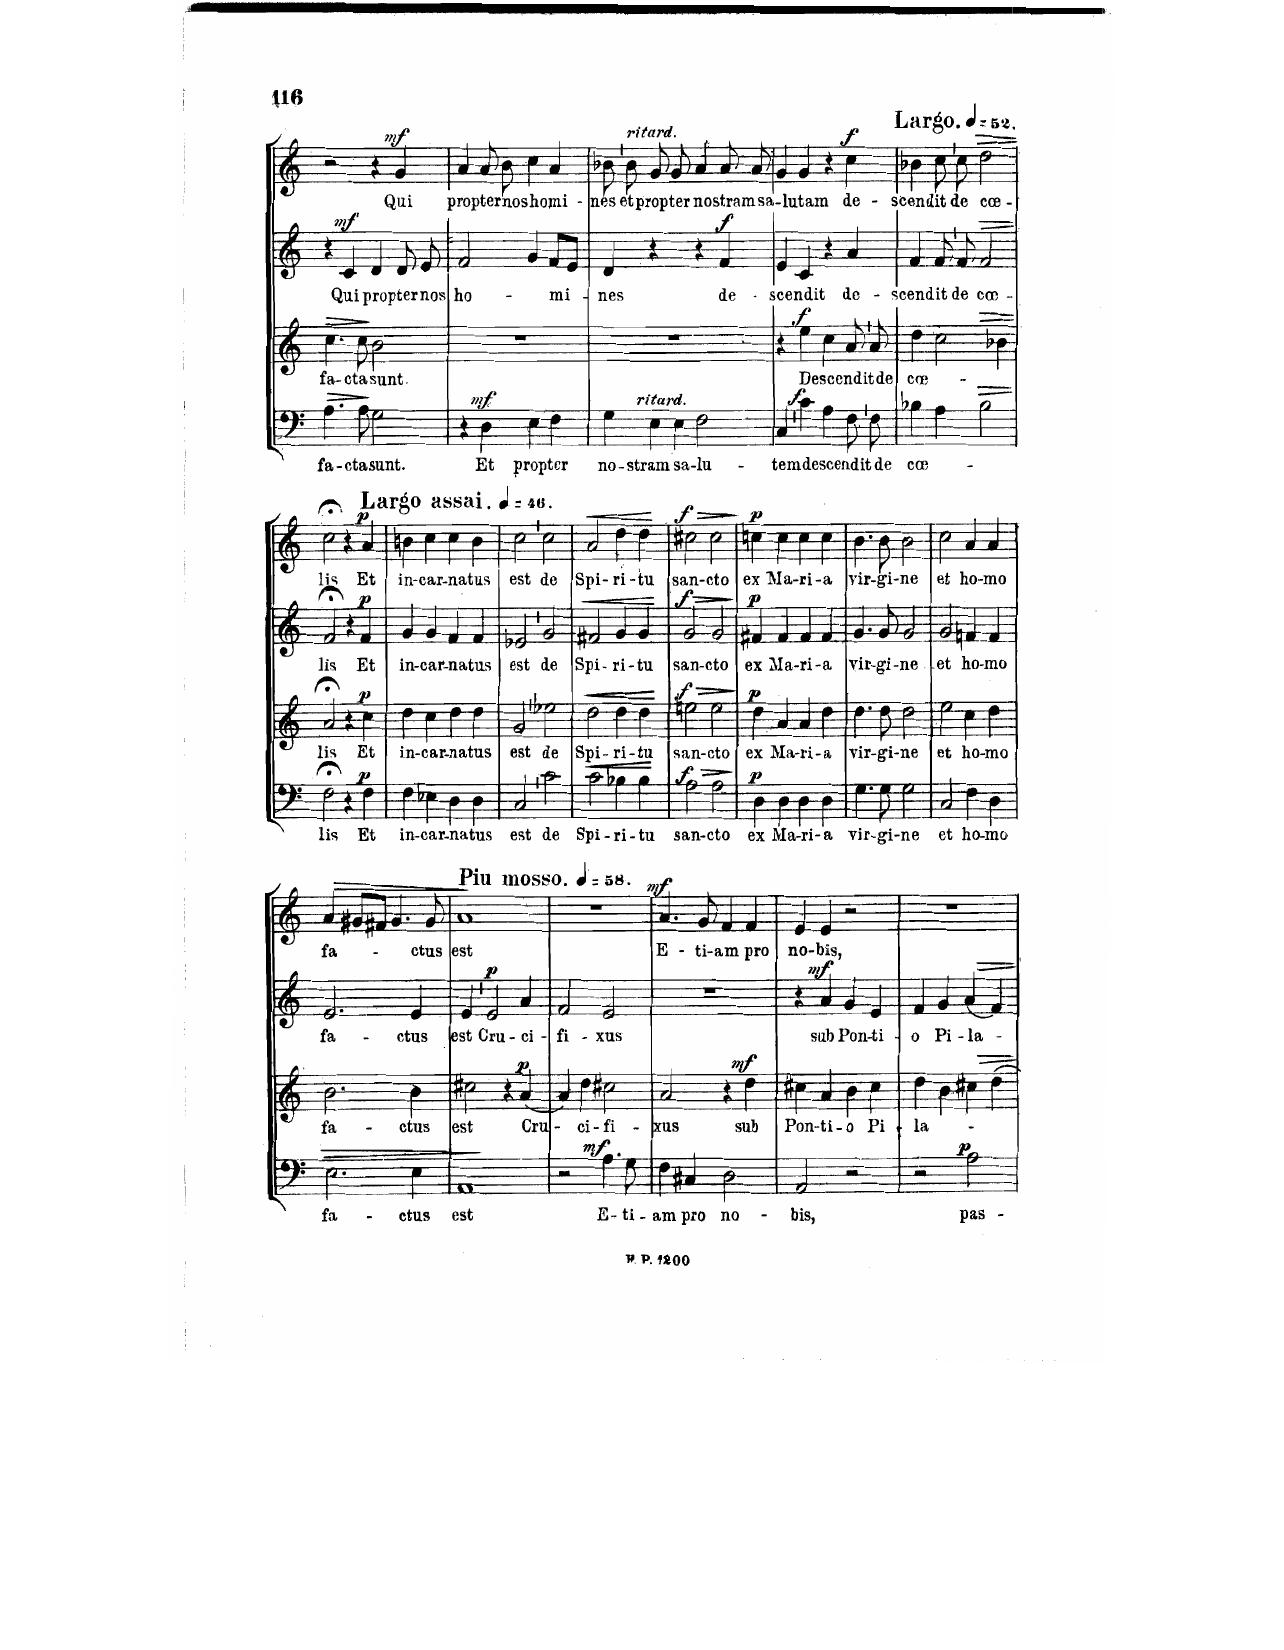 116
Largo. ♩= 52.
mf ritard. f
Qui propter nos homi - nes et propter nostram sa-lutam de - scendit de cœ-
mf f
Qui propter nos ho - mi - nes de - scendit de - scendit de cœ-
f
fa-cta sunt. Descendit de cœ -
mf ritard. f
fa-cta sunt. Et propter no-stram sa-lu - tem descendit de cœ -
Largo assai. ♩= 46.
p f p
lis Et in-car-natus est de Spi-ri-tu san-cto ex Ma-ri-a vir-gi-ne et ho-mo
p f p
lis Et in-car-natus est de Spi-ri-tu san-cto ex Ma-ri-a vir-gi-ne et ho-mo
p f p
lis Et in-car-natus est de Spi-ri-tu san-cto ex Ma-ri-a vir-gi-ne et ho-mo
p f p
lis Et in-car-natus est de Spi-ri-tu san-cto ex Ma-ri-a vir-gi-ne et ho-mo
Piu mosso. ♩= 58.
mf
fa - ctus est E - ti-am pro no-bis,
p mf
fa - ctus est Cru-ci-fi-xus sub Pon-ti-o Pi-la-
p mf
fa - ctus est Cru-ci-fi-xus sub Pon-ti-o Pi-la -
mf p
fa - ctus est E-ti-am pro no - bis, pas-
W. P. 1200